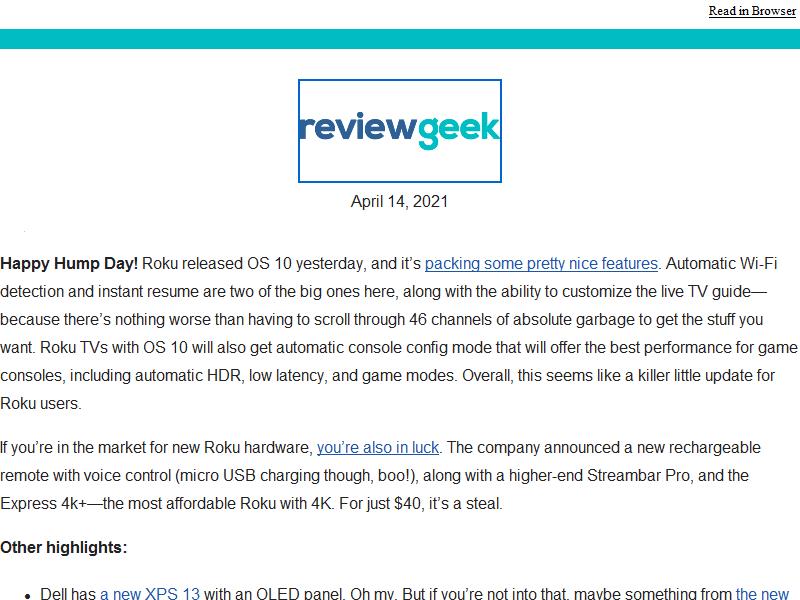 Read in Browser
reviewgeek
April 14, 2021
Happy Hump Day! Roku released OS 10 yesterday, and it’s packing some pretty nice features. Automatic Wi-Fi
detection and instant resume are two of the big ones here, along with the ability to customize the live TV guide—
because there’s nothing worse than having to scroll through 46 channels of absolute garbage to get the stuff you
want. Roku TVs with OS 10 will also get automatic console config mode that will offer the best performance for game
consoles, including automatic HDR, low latency, and game modes. Overall, this seems like a killer little update for
Roku users.
If you’re in the market for new Roku hardware, you’re also in luck. The company announced a new rechargeable
remote with voice control (micro USB charging though, boo!), along with a higher-end Streambar Pro, and the
Express 4k+—the most affordable Roku with 4K. For just $40, it’s a steal.
Other highlights:
• Dell has a new XPS 13 with an OLED panel. Oh my. But if you’re not into that, maybe something from the new